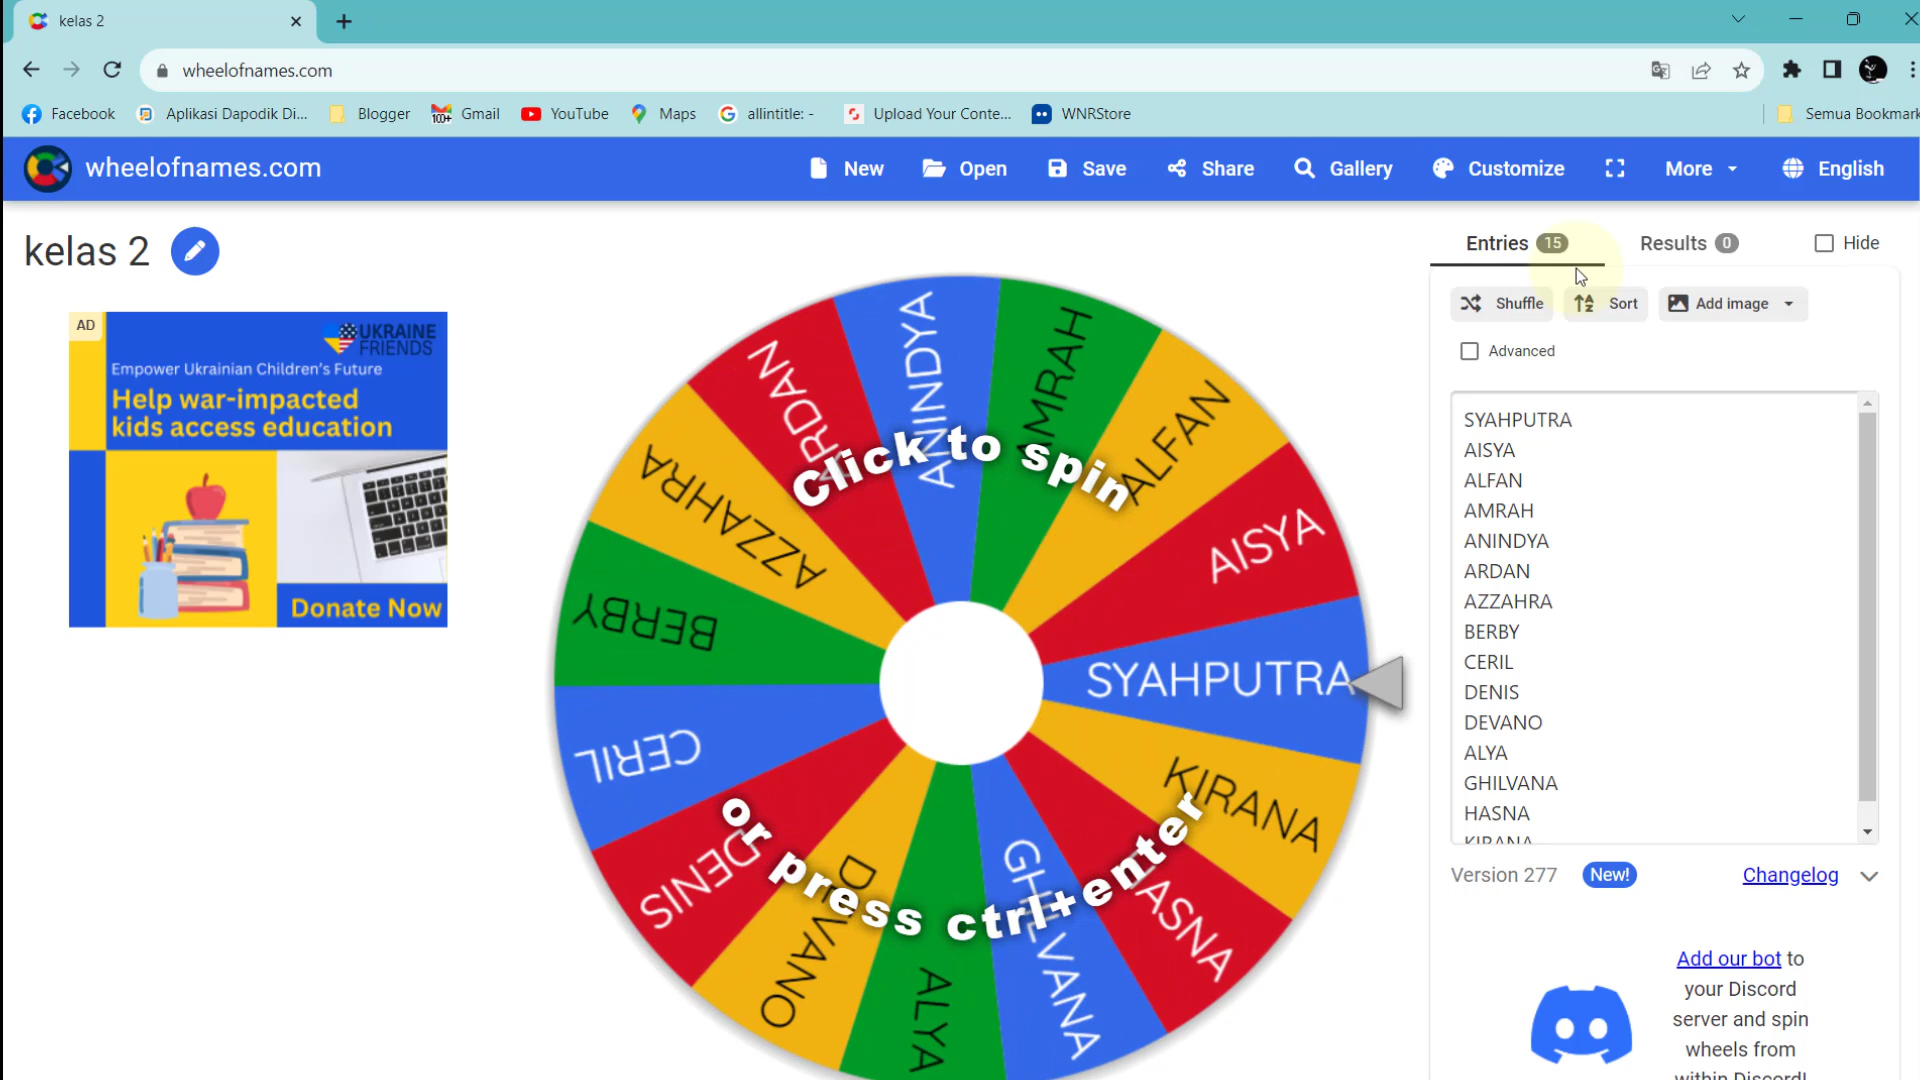 kelas 2
wheelofnames.com
Facebook
Aplikasi Dapodik Di...
Blogger
100+
Gmail
YouTube
Maps
allintitle: -
Upload Your Conte...
WNRStore
Semua Bookmark
wheelofnames.com
New
Open
Save
Share
Gallery
Customize
More
English
kelas 2
Entries 15
Results 0
Hide
Shuffle
Sort
Add image
Advanced
AD
UKRAINE
FRIENDS
Empower Ukrainian Children's Future
Help war-impacted
kids access education
Donate Now
Click to spin
or press ctrl+enter
ANINDYA
AMRAH
ALFAN
AISYA
SYAHPUTRA
KIRANA
HASNA
GHILVANA
ALYA
DEVANO
DENIS
CERIL
BERBY
AZZAHRA
ARDAN
SYAHPUTRA
AISYA
ALFAN
AMRAH
ANINDYA
ARDAN
AZZAHRA
BERBY
CERIL
DENIS
DEVANO
ALYA
GHILVANA
HASNA
KIRANA
Version 277
New!
Changelog
Add our bot to
your Discord
server and spin
wheels from
within Discord!